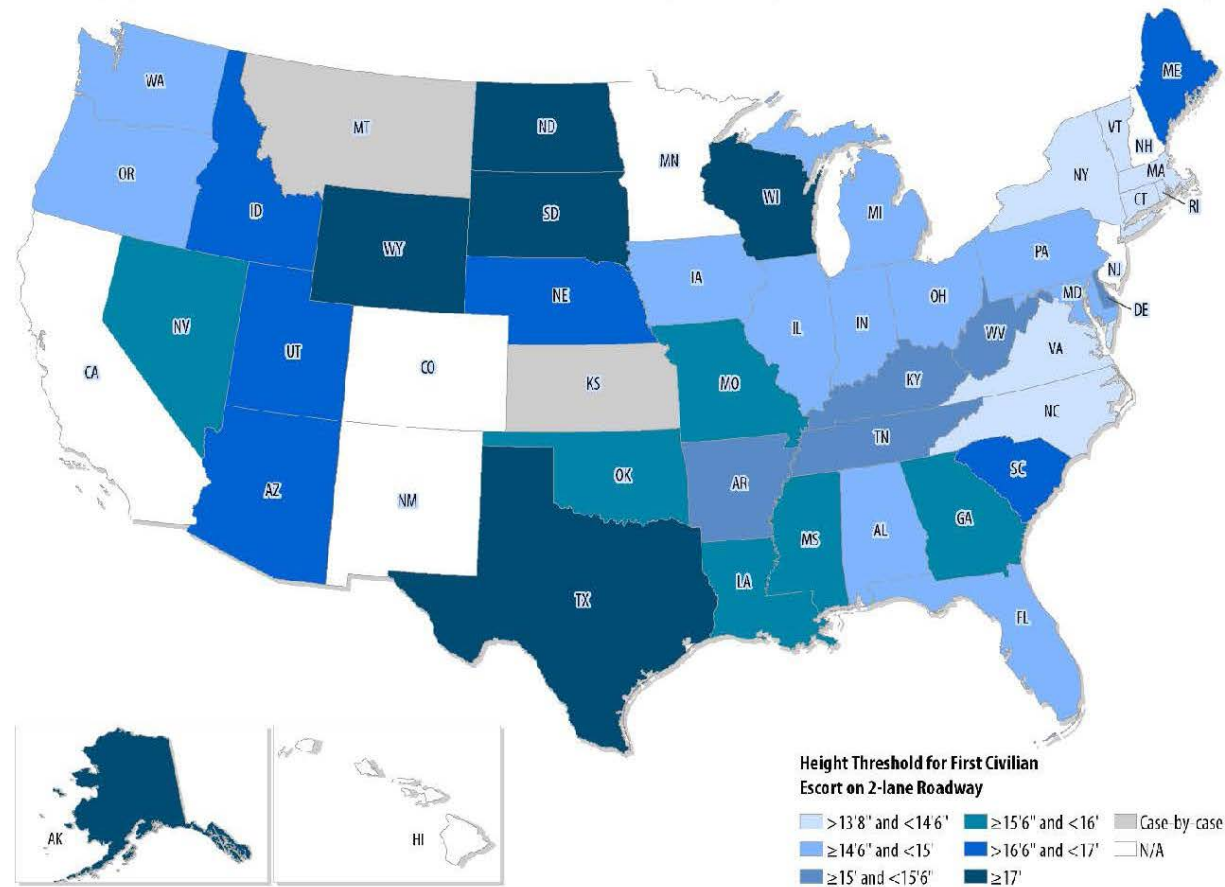 WA
MT
ND
MN
ME
VT
NH
OR
ID
SD
WI
MI
NY
MA
CT
RI
WY
IA
PA
NJ
NE
OH
MD
DE
NV
UT
CO
IL
IN
WV
VA
CA
KS
MO
KY
NC
TN
AZ
NM
OK
AR
SC
MS
AL
GA
LA
TX
FL
AK
HI
Height Threshold for First Civilian
Escort on 2-lane Roadway
>13'8" and <14'6"
≥14'6" and <15'
≥15' and <15'6"
≥15'6" and <16'
>16'6" and <17'
≥17'
Case-by-case
N/A